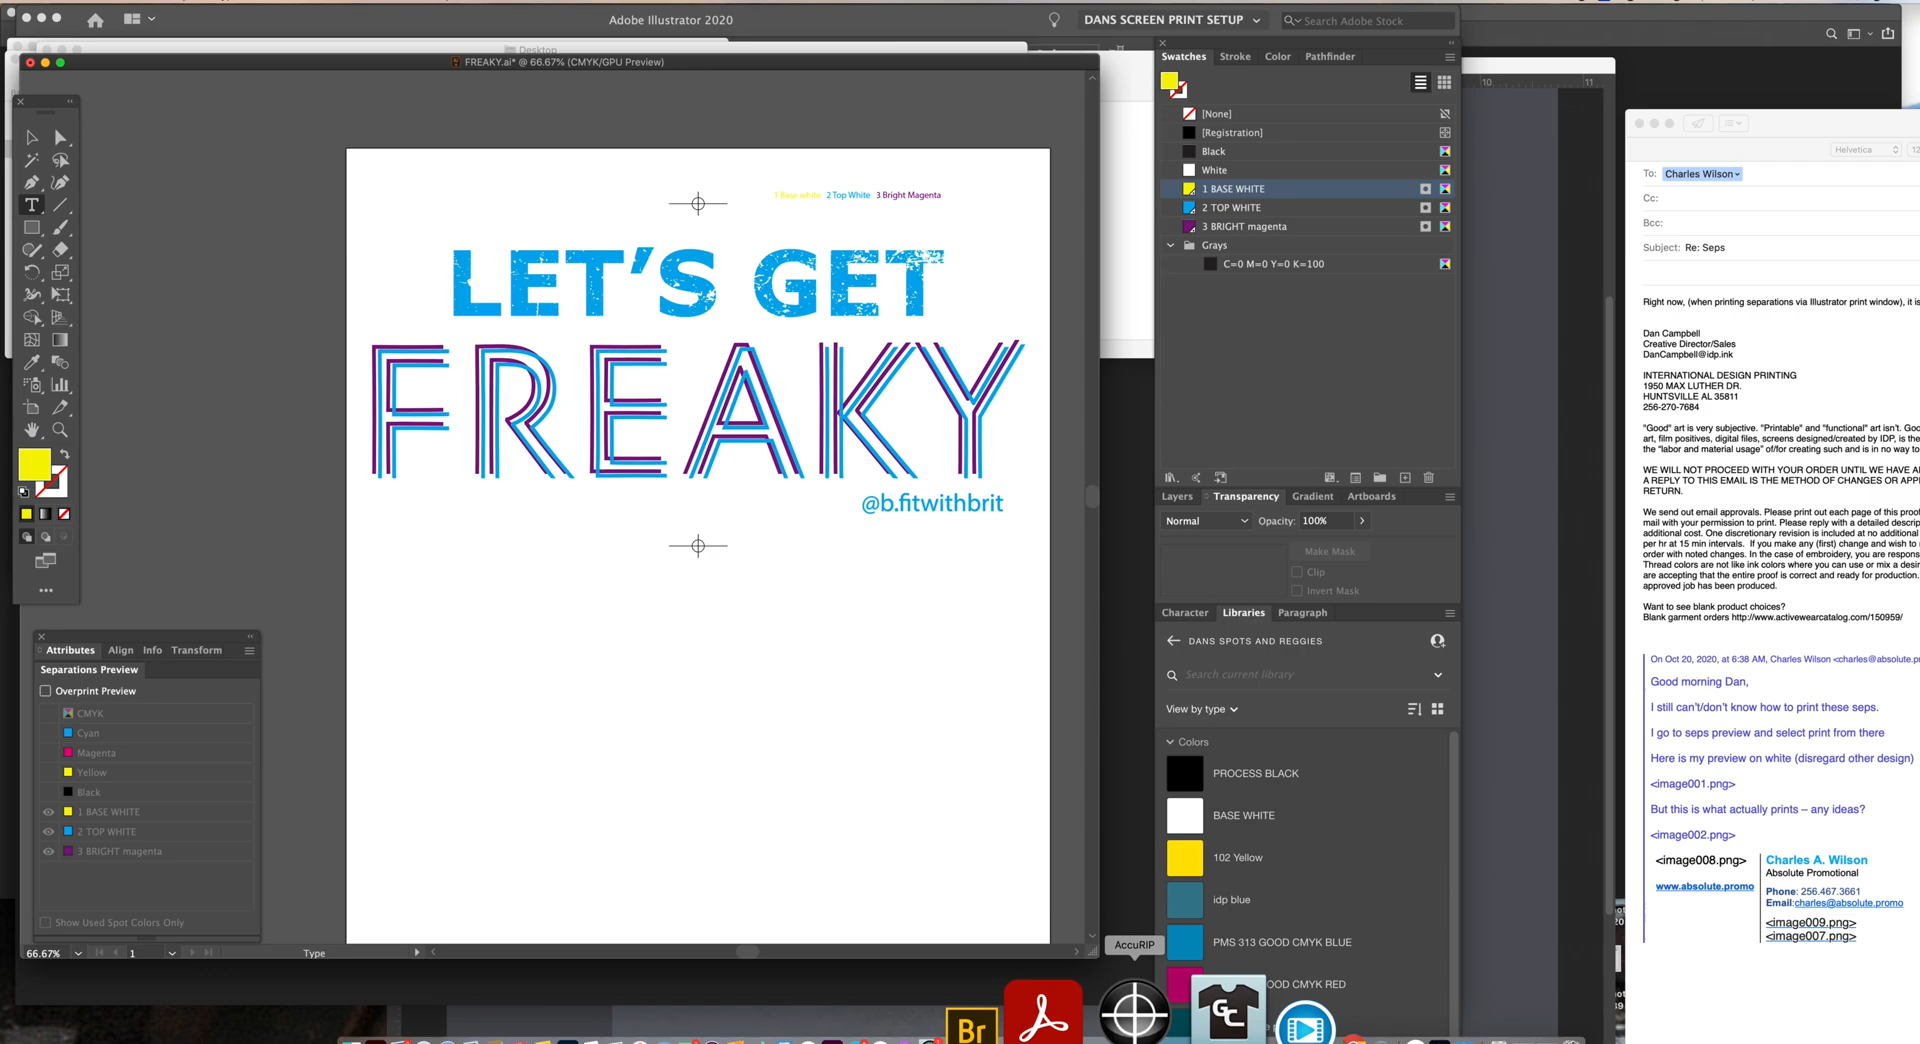 Adobe Illustrator 2020
DANS SCREEN PRINT SETUP
Search Adobe Stock
Desktop
FREAKY.ai* @ 66.67% (CMYK/GPU Preview)
1 Base white 2 Top White 3 Bright Magenta
LET'S GET
FREAKY
@b.fitwithbrit
Attributes Align Info Transform
Separations Preview
Overprint Preview
CMYK
Cyan
Magenta
Yellow
Black
1 BASE WHITE
2 TOP WHITE
3 BRIGHT magenta
Show Used Spot Colors Only
66.67% 1 Type
Swatches Stroke Color Pathfinder
[None]
[Registration]
Black
White
1 BASE WHITE
2 TOP WHITE
3 BRIGHT magenta
Grays
C=0 M=0 Y=0 K=100
Layers Transparency Gradient Artboards
Normal Opacity: 100%
Make Mask
Clip
Invert Mask
Character Libraries Paragraph
DANS SPOTS AND REGGIES
Search current library
View by type
Colors
PROCESS BLACK
BASE WHITE
102 Yellow
idp blue
PMS 313 GOOD CMYK BLUE
OOD CMYK RED
AccuRIP
Br
GC
10 11
Helvetica 12
To: Charles Wilson
Cc:
Bcc:
Subject: Re: Seps
Right now, (when printing separations via Illustrator print window), it is
Dan Campbell
Creative Director/Sales
DanCampbell@idp.ink
INTERNATIONAL DESIGN PRINTING
1950 MAX LUTHER DR.
HUNTSVILLE AL 35811
256-270-7684
"Good" art is very subjective. "Printable" and "functional" art isn't. Goo
art, film positives, digital files, screens designed/created by IDP, is the
the "labor and material usage" of/for creating such and is in no way to
WE WILL NOT PROCEED WITH YOUR ORDER UNTIL WE HAVE A
A REPLY TO THIS EMAIL IS THE METHOD OF CHANGES OR APP
RETURN.
We send out email approvals. Please print out each page of this proof
mail with your permission to print. Please reply with a detailed descrip
additional cost. One discretionary revision is included at no additional
per hr at 15 min intervals. If you make any (first) change and wish to
order with noted changes. In the case of embroidery, you are respons
Thread colors are not like ink colors where you can use or mix a desi
are accepting that the entire proof is correct and ready for production.
approved job has been produced.
Want to see blank product choices?
Blank garment orders http://www.activewearcatalog.com/150959/
On Oct 20, 2020, at 6:38 AM, Charles Wilson <charles@absolute.pr
Good morning Dan,
I still can't/don't know how to print these seps.
I go to seps preview and select print from there
Here is my preview on white (disregard other design)
<image001.png>
But this is what actually prints – any ideas?
<image002.png>
<image008.png>
www.absolute.promo
Charles A. Wilson
Absolute Promotional
Phone: 256.467.3661
Email:charles@absolute.promo
<image009.png>
<image007.png>